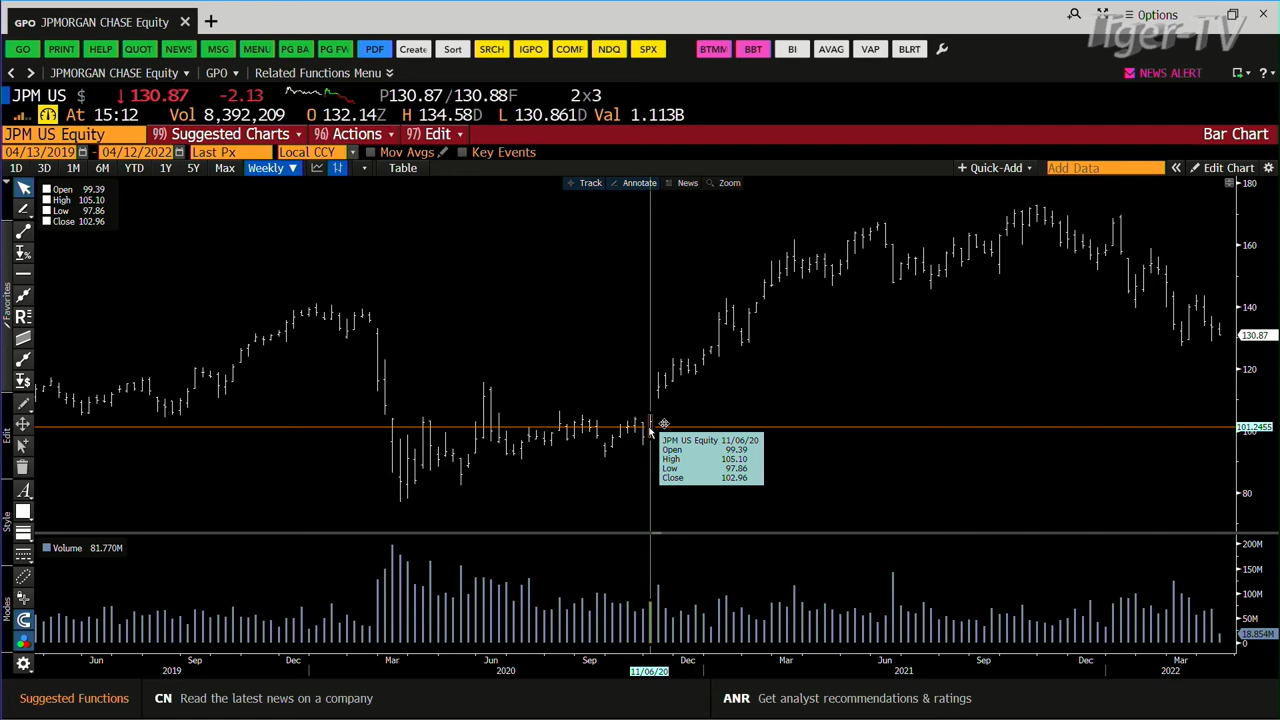 GPO JPMORGAN CHASE Equity × +
Options
Tiger-TV
GO PRINT HELP QUOT NEWS MSG MENU PG BA PG FW PDF Create Sort SRCH IGPO COMF NDQ SPX BTMM BBT BI AVAG VAP BLRT
JPMORGAN CHASE Equity GPO Related Functions Menu NEWS ALERT ?
JPM US $ ↓130.87 -2.13 P130.87/130.88F 2x3
At 15:12 Vol 8,392,209 O 132.14Z H 134.58D L 130.861D Val 1.113B
JPM US Equity 99) Suggested Charts 96) Actions 97) Edit Bar Chart
04/13/2019 - 04/12/2022 Last Px Local CCY Mov Avgs Key Events
1D 3D 1M 6M YTD 1Y 5Y Max Weekly ▼ Table + Quick-Add Add Data « Edit Chart
Track Annotate News Zoom
Open 99.39
High 105.10
Low 97.86
Close 102.96
180
160
140
130.87
120
101.2455
100
80
JPM US Equity 11/06/20
Open 99.39
High 105.10
Low 97.86
Close 102.96
Favorites
Edit
Style
Modes
Volume 81.770M
200M
150M
100M
50M
18.854M
0
Jun Sep Dec Mar Jun Sep Dec Mar Jun Sep Dec Mar
2019 2020 11/06/20 2021 2022
Suggested Functions CN Read the latest news on a company ANR Get analyst recommendations & ratings